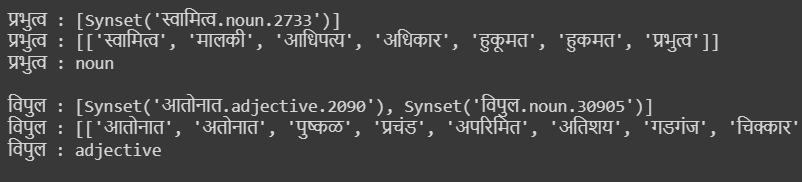 प्रभुत्व : [Synset('स्वामित्व.noun.2733')]
प्रभुत्व : [['स्वामित्व', 'मालकी', 'आधिपत्य', 'अधिकार', 'हुकूमत', 'हुकमत', 'प्रभुत्व']]
प्रभुत्व : noun
विपुल : [Synset('आतोनात.adjective.2090'), Synset('विपुल.noun.30905')]
विपुल : [['आतोनात', 'अतोनात', 'पुष्कळ', 'प्रचंड', 'अपरिमित', 'अतिशय', 'गडगंज', 'चिक्कार'
विपुल : adjective